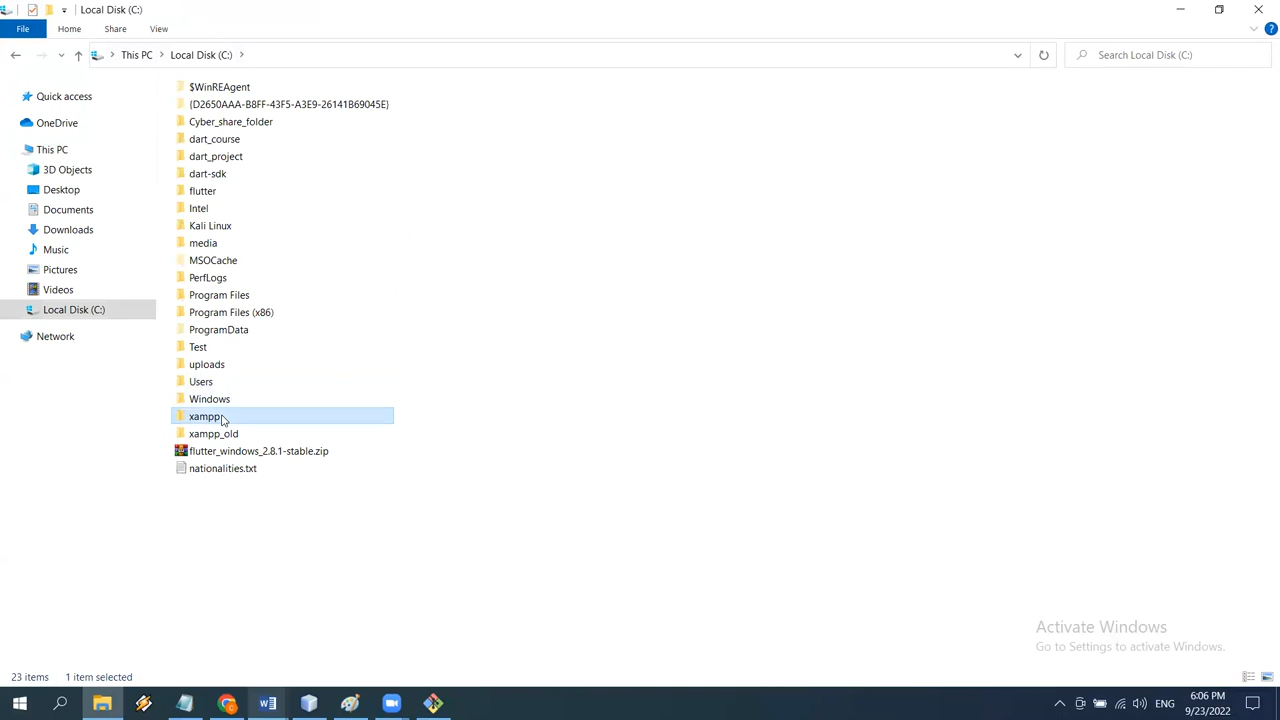 Local Disk (C:)
File Home Share View
This PC Local Disk (C:) Search Local Disk (C:)
Quick access
OneDrive
This PC
3D Objects
Desktop
Documents
Downloads
Music
Pictures
Videos
Local Disk (C:)
Network
$WinREAgent
{D2650AAA-B8FF-43F5-A3E9-26141B69045E}
Cyber_share_folder
dart_course
dart_project
dart-sdk
flutter
Intel
Kali Linux
media
MSOCache
PerfLogs
Program Files
Program Files (x86)
ProgramData
Test
uploads
Users
Windows
xampp
xampp_old
flutter_windows_2.8.1-stable.zip
nationalities.txt
Activate Windows
Go to Settings to activate Windows.
23 items 1 item selected
ENG
6:06 PM
9/23/2022